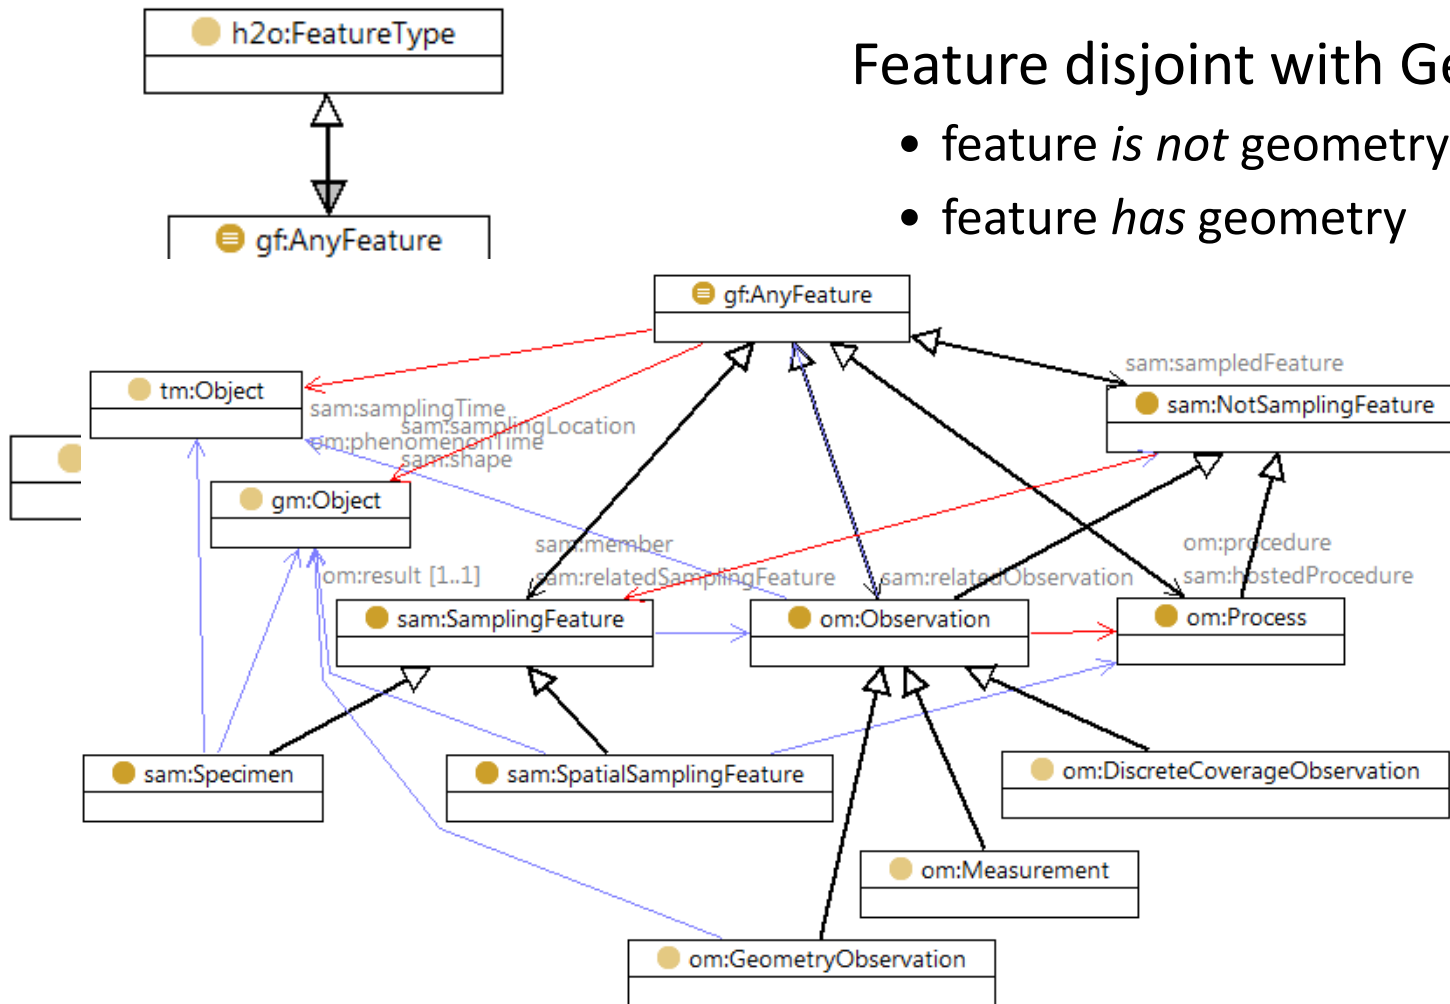 h2o:FeatureType
Feature disjoint with Ge
• feature is not geometry
• feature has geometry
gf:AnyFeature
gf:AnyFeature
sam:sampledFeature
tm:Object
sam:NotSamplingFeature
sam:samplingTime
sam:samplingLocation
om:phenomenonTime
sam:shape
gm:Object
sam:member
om:procedure
om:result [1..1]
sam:relatedSamplingFeature
sam:relatedObservation
sam:hostedProcedure
sam:SamplingFeature
om:Observation
om:Process
sam:Specimen
sam:SpatialSamplingFeature
om:DiscreteCoverageObservation
om:Measurement
om:GeometryObservation